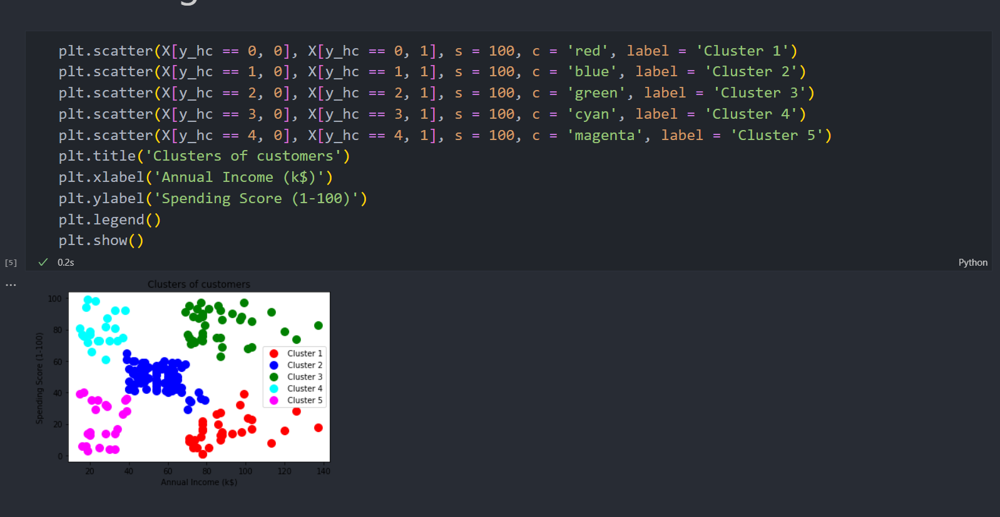 plt.scatter(X[y_hc == 0, 0], X[y_hc == 0, 1], s = 100, c = 'red', label = 'Cluster 1')
plt.scatter(X[y_hc == 1, 0], X[y_hc == 1, 1], s = 100, c = 'blue', label = 'Cluster 2')
plt.scatter(X[y_hc == 2, 0], X[y_hc == 2, 1], s = 100, c = 'green', label = 'Cluster 3')
plt.scatter(X[y_hc == 3, 0], X[y_hc == 3, 1], s = 100, c = 'cyan', label = 'Cluster 4')
plt.scatter(X[y_hc == 4, 0], X[y_hc == 4, 1], s = 100, c = 'magenta', label = 'Cluster 5')
plt.title('Clusters of customers')
plt.xlabel('Annual Income (k$)')
plt.ylabel('Spending Score (1-100)')
plt.legend()
plt.show()
[5] 0.2s Python
...
Clusters of customers
Spending Score (1-100)
100
80
60
40
20
0
Cluster 1
Cluster 2
Cluster 3
Cluster 4
Cluster 5
20 40 60 80 100 120 140
Annual Income (k$)